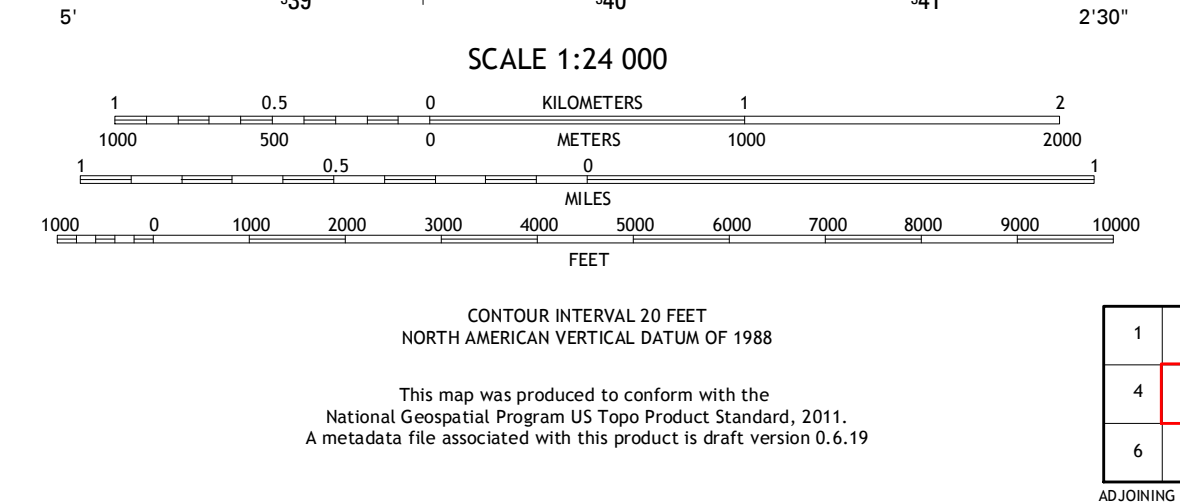 ³39 ³40 ³41
5' 2'30"
SCALE 1:24 000
1 0.5 0 KILOMETERS 1 2
1000 500 0 METERS 1000 2000
1 0.5 0 1
MILES
1000 0 1000 2000 3000 4000 5000 6000 7000 8000 9000 10000
FEET
CONTOUR INTERVAL 20 FEET
NORTH AMERICAN VERTICAL DATUM OF 1988
This map was produced to conform with the
National Geospatial Program US Topo Product Standard, 2011.
A metadata file associated with this product is draft version 0.6.19
1
4
6
ADJOINING